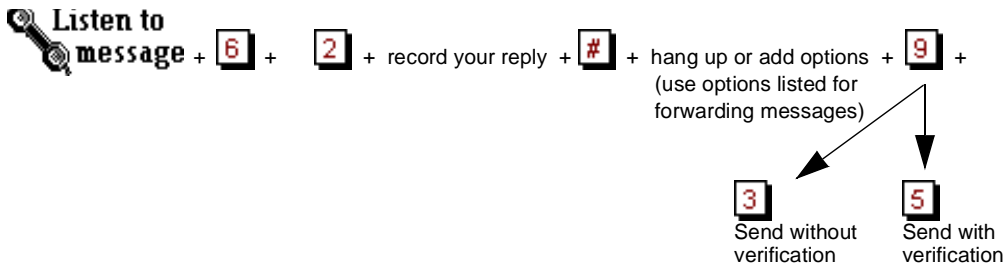 Listen to
message + 6 + 2 + record your reply + # + hang up or add options + 9 +
(use options listed for
forwarding messages)
3 5
Send without Send with
verification verification